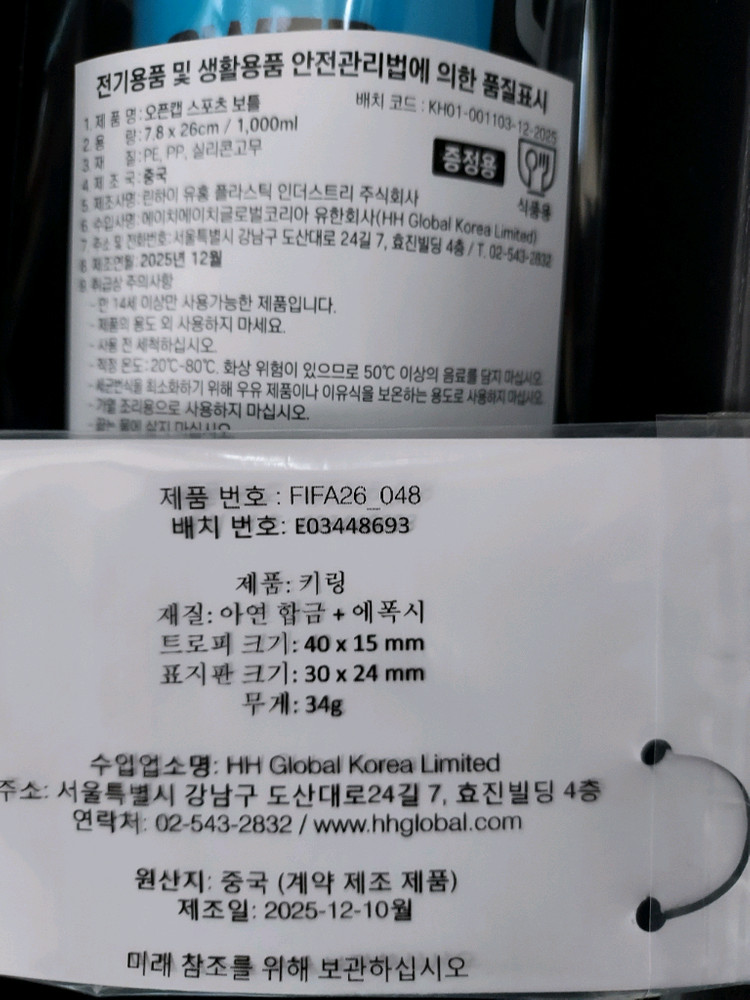 전기용품 및 생활용품 안전관리법에 의한 품질표시
배치 코드 : KH01-001103-12-2025
1. 제 품 명 : 오픈캡 스포츠 보틀
2. 용 량 : 7.8 x 26cm / 1,000ml
3. 재 질 : PE, PP, 실리콘고무
4. 제 조 국 : 중국
증정용
식품용
5. 제조사명 : 린하이 유홍 플라스틱 인더스트리 주식회사
6. 수입사명 : 에이치에이치글로벌코리아 유한회사(HH Global Korea Limited)
7. 주소 및 전화번호 : 서울특별시 강남구 도산대로 24길 7, 효진빌딩 4층 / T. 02-543-2832
8. 제조연월 : 2025년 12월
9. 취급상 주의사항
- 만 14세 이상만 사용가능한 제품입니다.
- 제품의 용도 외 사용하지 마세요.
- 사용 전 세척하십시오.
- 적정 온도 : 20℃-80℃. 화상 위험이 있으므로 50℃ 이상의 음료를 담지 마십시오.
- 세균번식을 최소화하기 위해 우유 제품이나 이유식을 보온하는 용도로 사용하지 마십시오.
- 가열 조리용으로 사용하지 마십시오.
- 끓는 물에 삶지 마십시오.
제품 번호 : FIFA26_048
배치 번호: E03448693
제품: 키링
재질: 아연 합금 + 에폭시
트로피 크기: 40 x 15 mm
표지판 크기: 30 x 24 mm
무게: 34g
수입업소명: HH Global Korea Limited
주소: 서울특별시 강남구 도산대로24길 7, 효진빌딩 4층
연락처: 02-543-2832 / www.hhglobal.com
원산지: 중국 (계약 제조 제품)
제조일: 2025-12-10월
미래 참조를 위해 보관하십시오